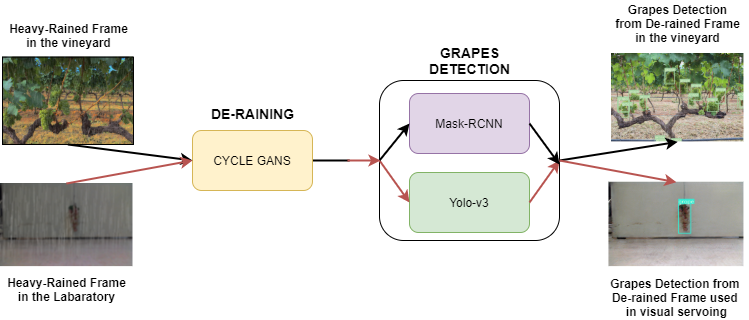 Heavy-Rained Frame
in the vineyard
DE-RAINING
CYCLE GANS
Heavy-Rained Frame
in the Labaratory
GRAPES
DETECTION
Mask-RCNN
Yolo-v3
Grapes Detection
from De-rained Frame
in the vineyard
Grapes Detection from
De-rained Frame used
in visual servoing